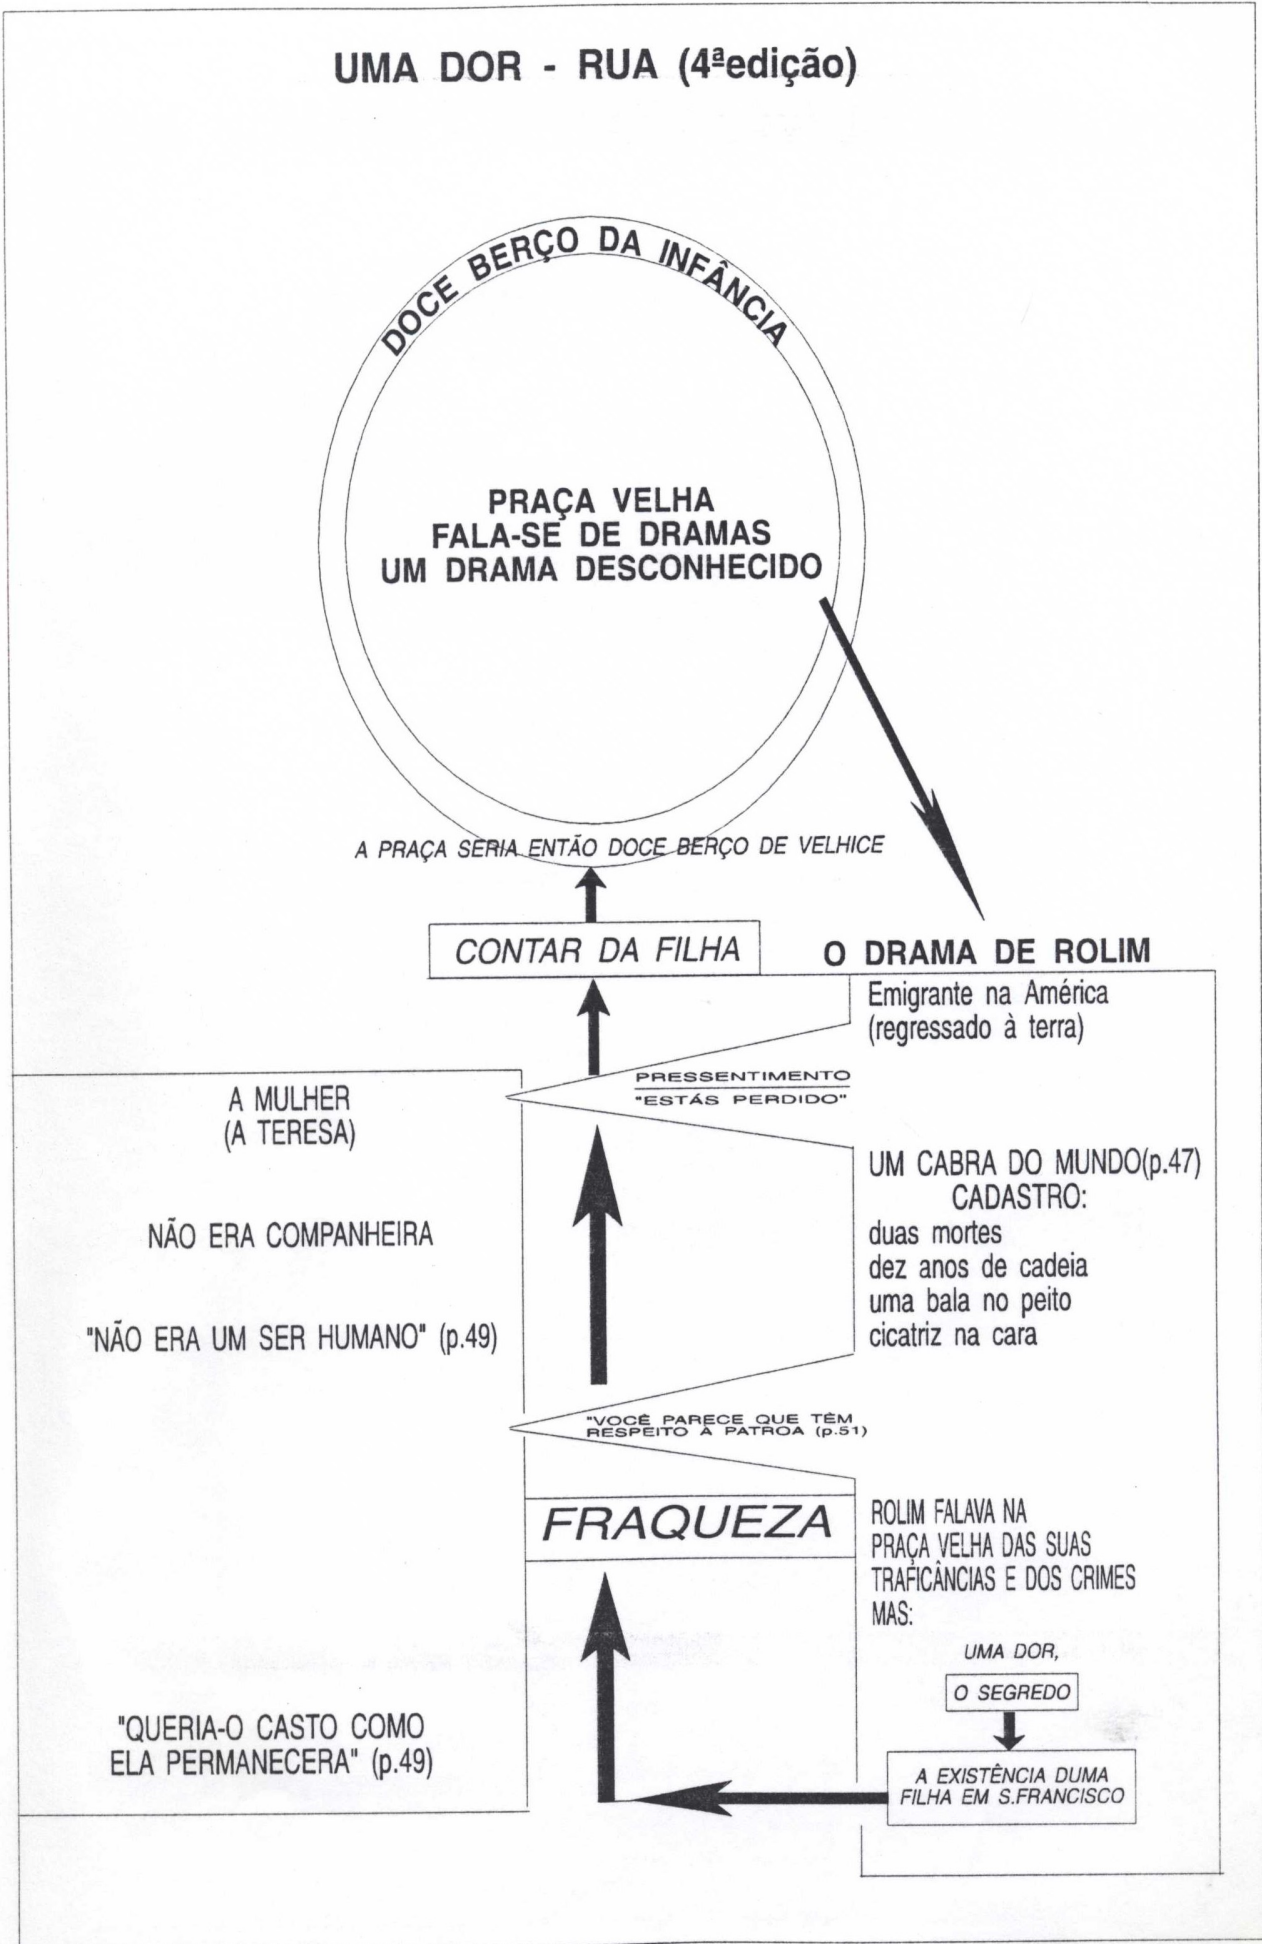 UMA DOR - RUA (4ªedição)
DOCE BERÇO DA INFÂNCIA
PRAÇA VELHA
FALA-SE DE DRAMAS
UM DRAMA DESCONHECIDO
A PRAÇA SERIA ENTÃO DOCE BERÇO DE VELHICE
CONTAR DA FILHA
O DRAMA DE ROLIM
Emigrante na América
(regressado à terra)
PRESSENTIMENTO
"ESTÁS PERDIDO"
A MULHER
(A TERESA)
NÃO ERA COMPANHEIRA
"NÃO ERA UM SER HUMANO" (p.49)
UM CABRA DO MUNDO(p.47)
CADASTRO:
duas mortes
dez anos de cadeia
uma bala no peito
cicatriz na cara
"VOCÊ PARECE QUE TÊM
RESPEITO À PATROA (p.51)
FRAQUEZA
ROLIM FALAVA NA
PRAÇA VELHA DAS SUAS
TRAFICÂNCIAS E DOS CRIMES
MAS:
UMA DOR,
O SEGREDO
A EXISTÊNCIA DUMA
FILHA EM S.FRANCISCO
"QUERIA-O CASTO COMO
ELA PERMANECERA" (p.49)